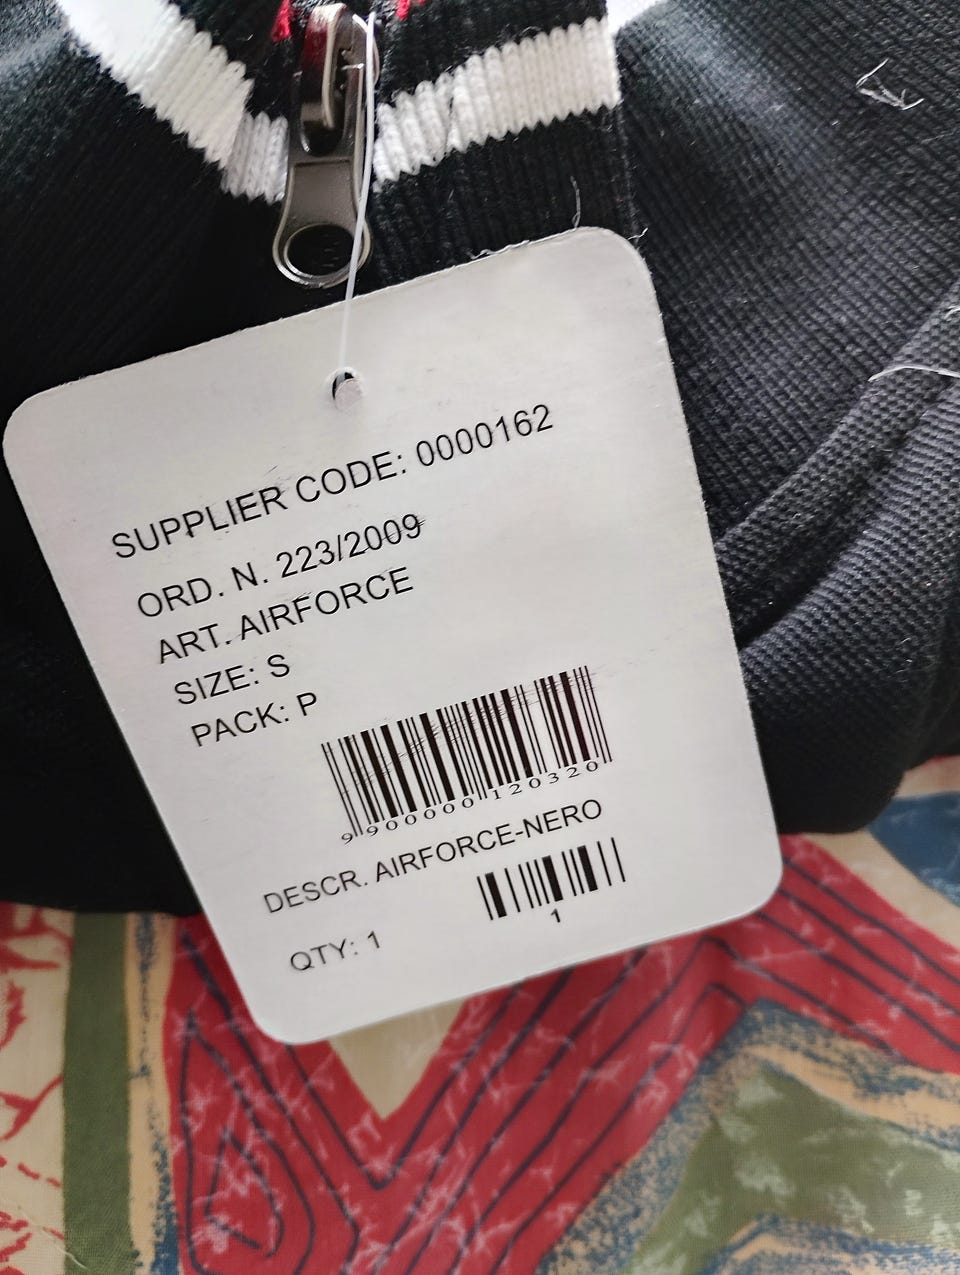 SUPPLIER CODE: 0000162
ORD. N. 223/2009
ART. AIRFORCE
SIZE: S
PACK: P
9900000120320
DESCR. AIRFORCE-NERO
QTY: 1
1